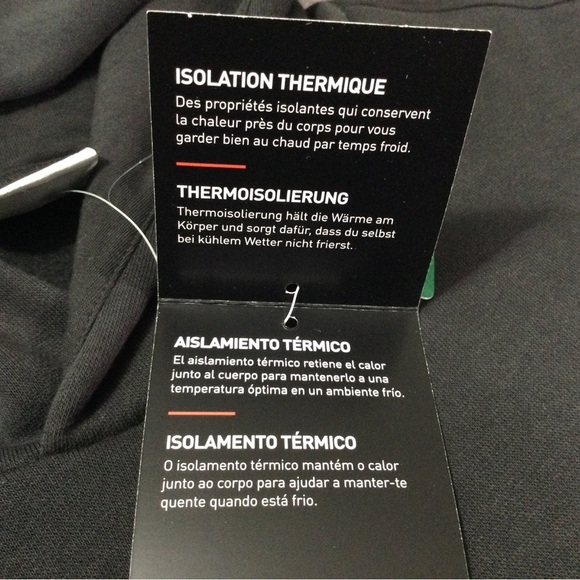 ISOLATION THERMIQUE
Des propriétés isolantes qui conservent
la chaleur près du corps pour vous
garder bien au chaud par temps froid.
THERMOISOLIERUNG
Thermoisolierung hält die Wärme am
Körper und sorgt dafür, dass du selbst
bei kühlem Wetter nicht frierst.
AISLAMIENTO TÉRMICO
El aislamiento térmico retiene el calor
junto al cuerpo para mantenerlo a una
temperatura óptima en un ambiente frío.
ISOLAMENTO TÉRMICO
O isolamento térmico mantém o calor
junto ao corpo para ajudar a manter-te
quente quando está frio.